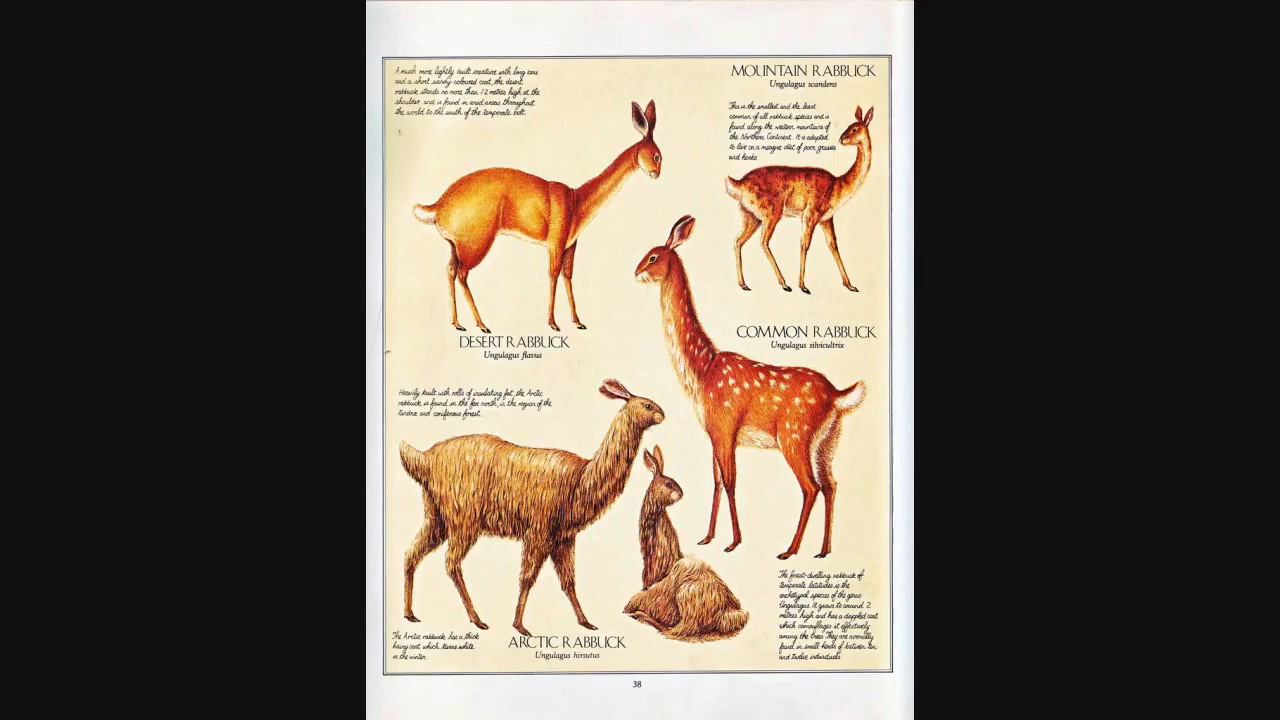 A much more lightly built creature with long ears
and a short sandy-coloured coat, the desert
rabbuck stands no more than 1·2 metres high at the
shoulder and is found in arid areas throughout
the world to the south of the temperate belt.
MOUNTAIN RABBUCK
Ungulagus scandens
This is the smallest and the least
common of all rabbuck species and is
found along the western mountains of
the Northern Continent. It is adapted
to live on a meagre diet of poor grasses
and herbs
DESERT RABBUCK
Ungulagus flavus
COMMON RABBUCK
Ungulagus silvicultrix
Heavily built with rolls of insulating fat, the Arctic
rabbuck is found in the far north, in the region of the
tundra and coniferous forest.
The Arctic rabbuck has a thick
hairy coat which turns white
in the winter.
ARCTIC RABBUCK
Ungulagus hirsutus
The forest-dwelling rabbuck of
temperate latitudes is the
archetypal species of the genus
Ungulagus. It grows to around 2
metres high and has a dappled coat
which camouflages it effectively
among the trees. They are normally
found in small herds of between ten
and twelve individuals.
38